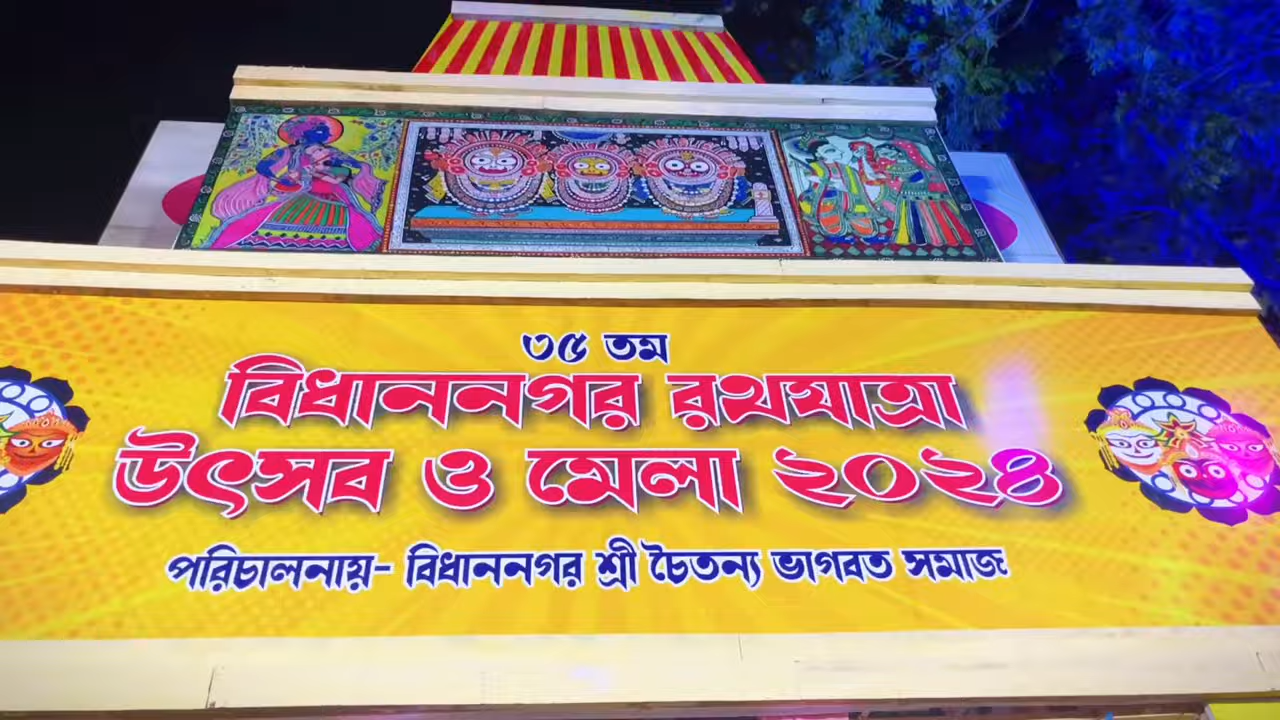 ৩৫ তম
বিধাননগর রথযাত্রা
উৎসব ও মেলা ২০২৪
পরিচালনায়- বিধাননগর শ্রী চৈতন্য ভাগবত সমাজ